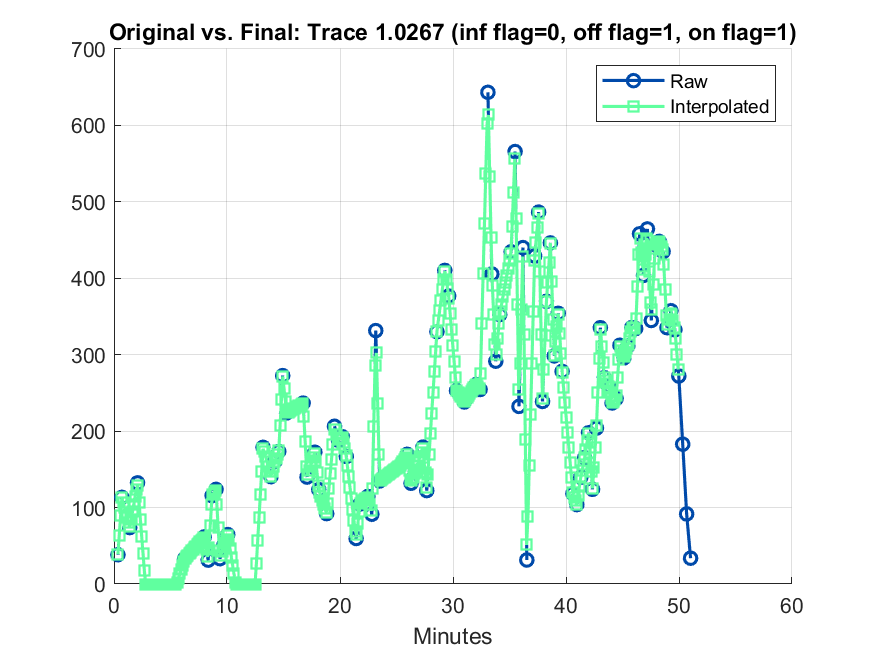 Original vs. Final: Trace 1.0267 (inf flag=0, off flag=1, on flag=1)
700
600
500
400
300
200
100
0
Raw
Interpolated
0 10 20 30 40 50 60
Minutes